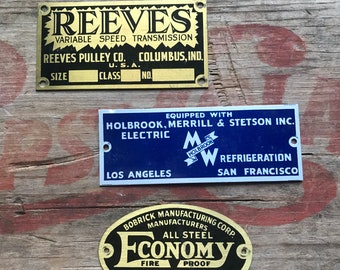 REEVES
VARIABLE SPEED TRANSMISSION
REEVES PULLEY CO. COLUMBUS, IND.
U.S.A.
SIZE CLASS NO.
EQUIPPED WITH
HOLBROOK, MERRILL & STETSON INC.
ELECTRIC
MW
REFRIGERATION
LOS ANGELES SAN FRANCISCO
BOBRICK MANUFACTURING CORP
MANUFACTURERS
ALL STEEL
ECONOMY
FIRE PROOF